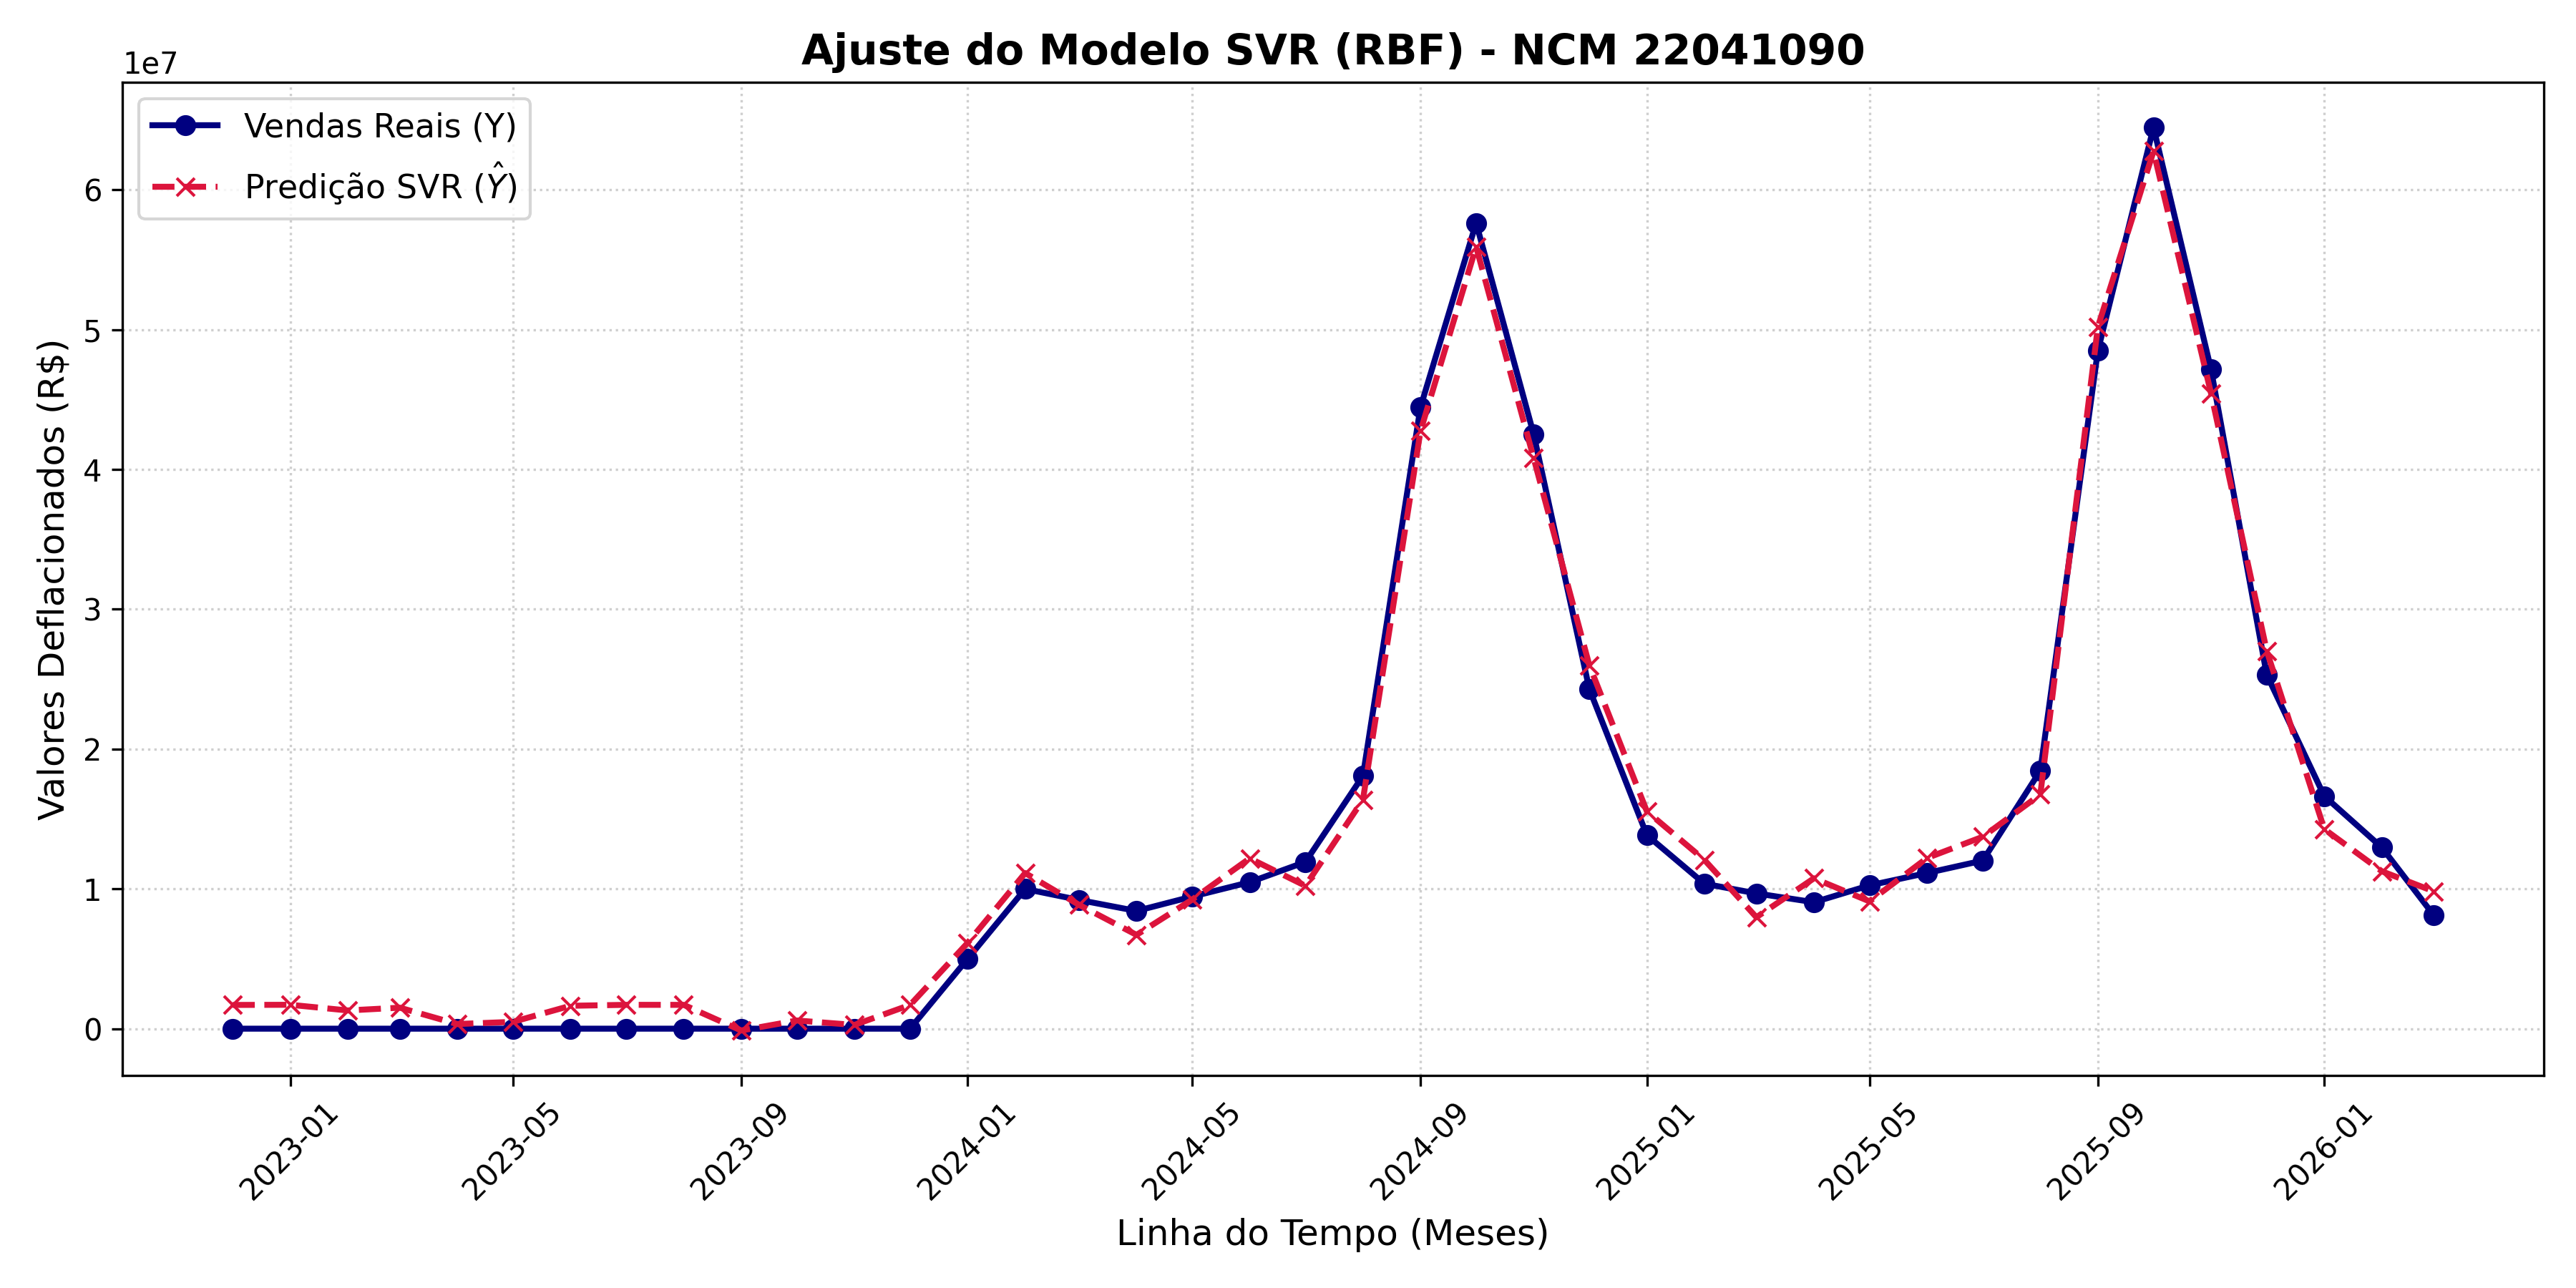 Ajuste do Modelo SVR (RBF) - NCM 22041090
1e7
Vendas Reais (Y)
Predição SVR (Ŷ)
6
5
4
3
2
1
0
Valores Deflacionados (R$)
2023-01
2023-05
2023-09
2024-01
2024-05
2024-09
2025-01
2025-05
2025-09
2026-01
Linha do Tempo (Meses)